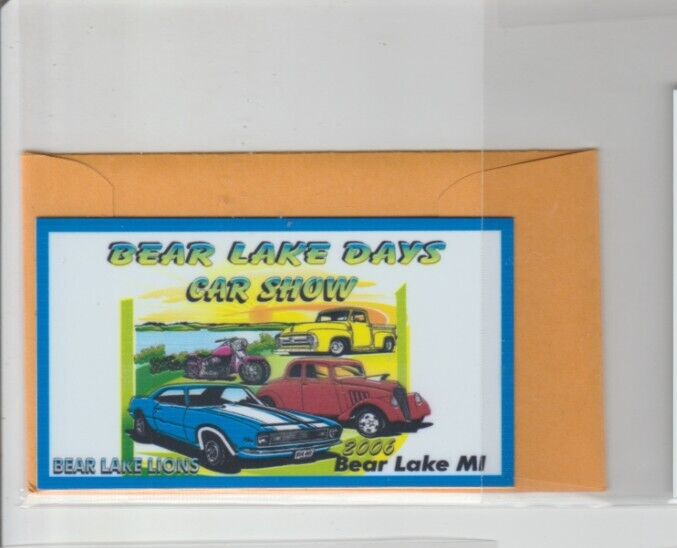 BEAR LAKE DAYS
CAR SHOW
2006
BEAR LAKE LIONS
Bear Lake MI